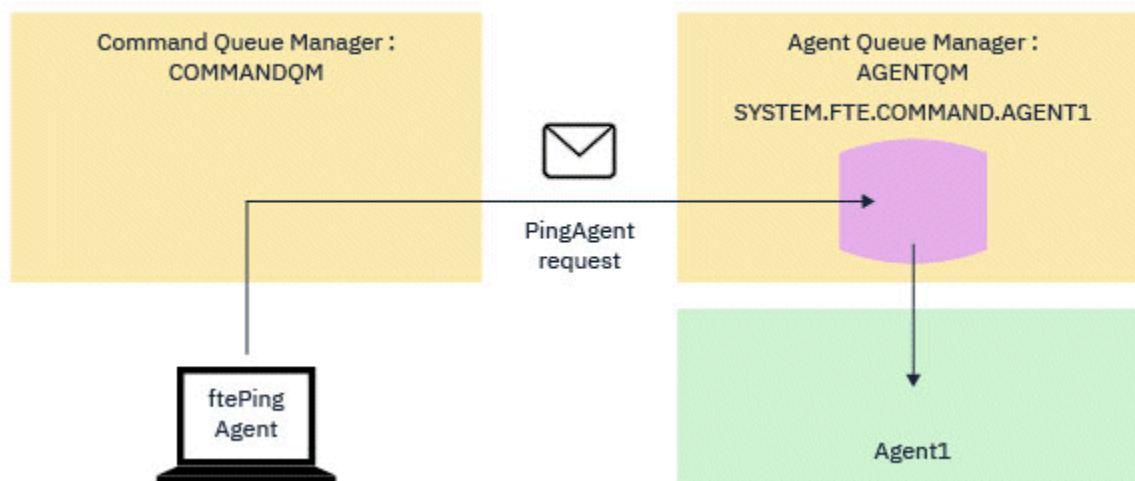 Command Queue Manager :
COMMANDQM
Agent Queue Manager :
AGENTQM
SYSTEM.FTE.COMMAND.AGENT1
PingAgent
request
ftePing
Agent
Agent1